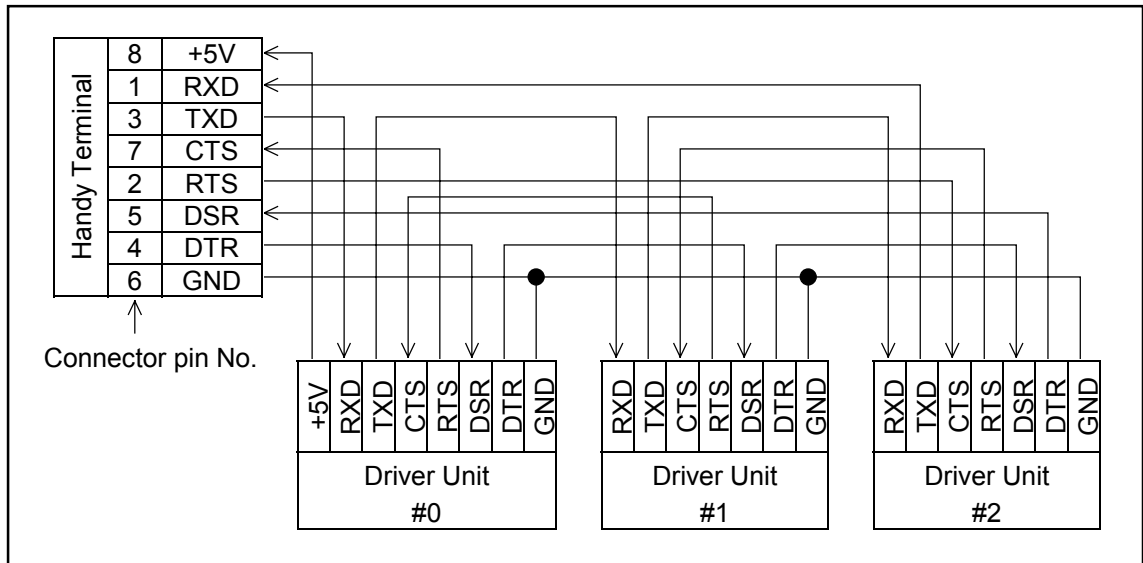 Handy Terminal
8 +5V
1 RXD
3 TXD
7 CTS
2 RTS
5 DSR
4 DTR
6 GND
Connector pin No.
+5V
RXD
TXD
CTS
RTS
DSR
DTR
GND
Driver Unit
#0
RXD
TXD
CTS
RTS
DSR
DTR
GND
Driver Unit
#1
RXD
TXD
CTS
RTS
DSR
DTR
GND
Driver Unit
#2